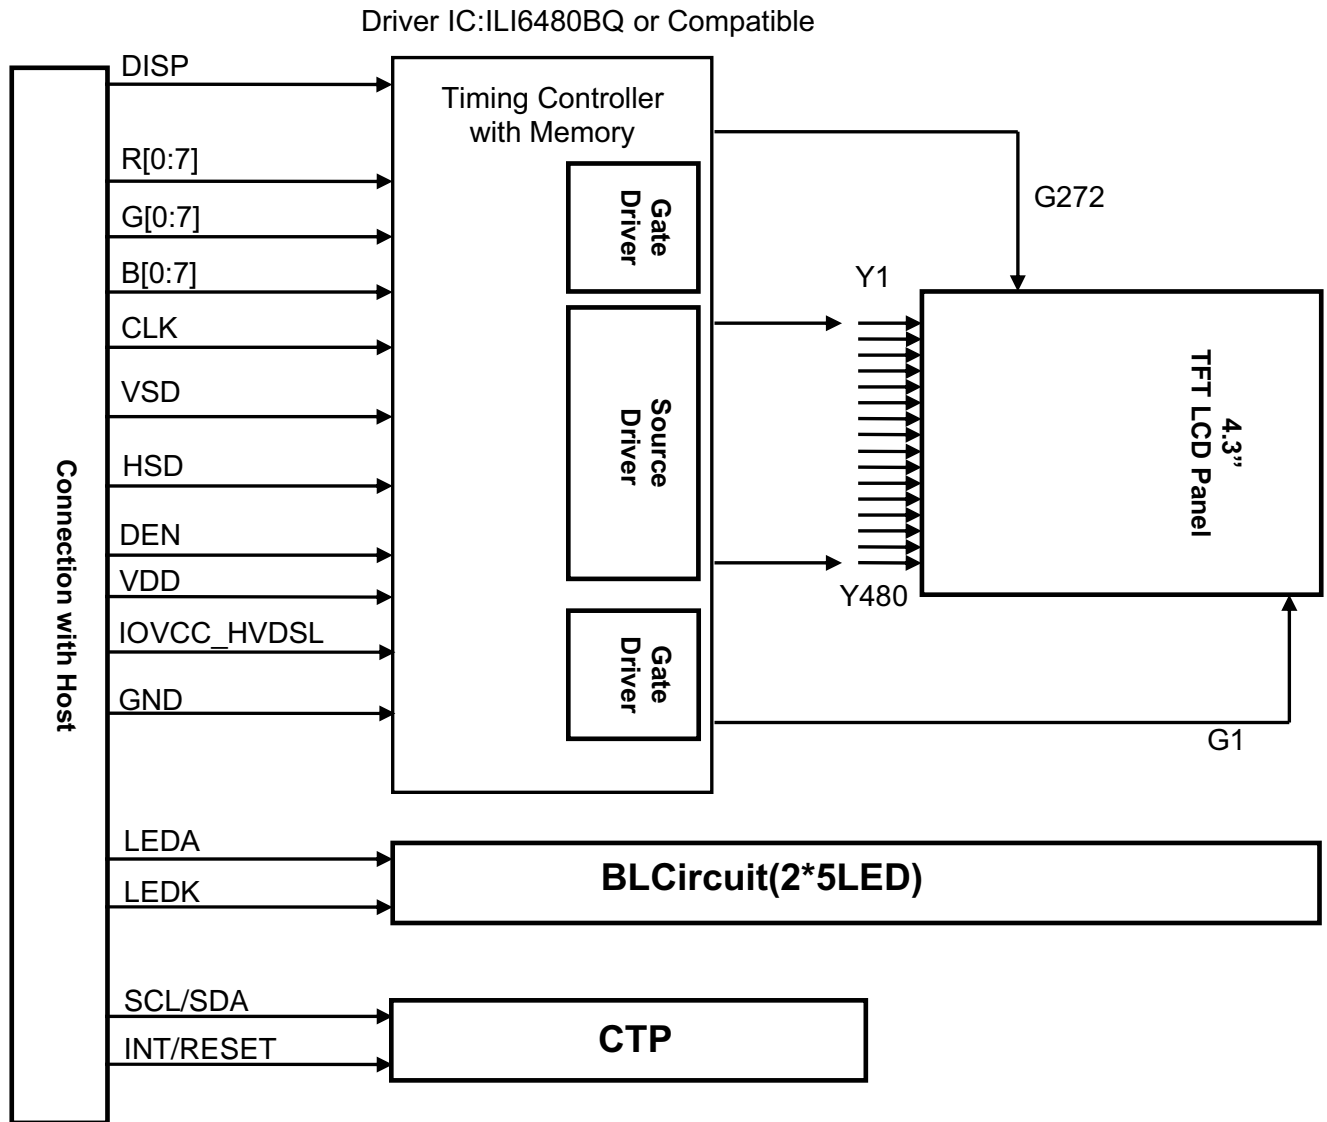 Driver IC:ILI6480BQ or Compatible
DISP
R[0:7]
G[0:7]
B[0:7]
CLK
VSD
HSD
DEN
VDD
IOVCC_HVDSL
GND
LEDA
LEDK
SCL/SDA
INT/RESET
Connection with Host
Timing Controller
with Memory
Gate
Driver
Source
Driver
Gate
Driver
G272
Y1
Y480
G1
4.3”
TFT LCD Panel
BLCircuit(2*5LED)
CTP